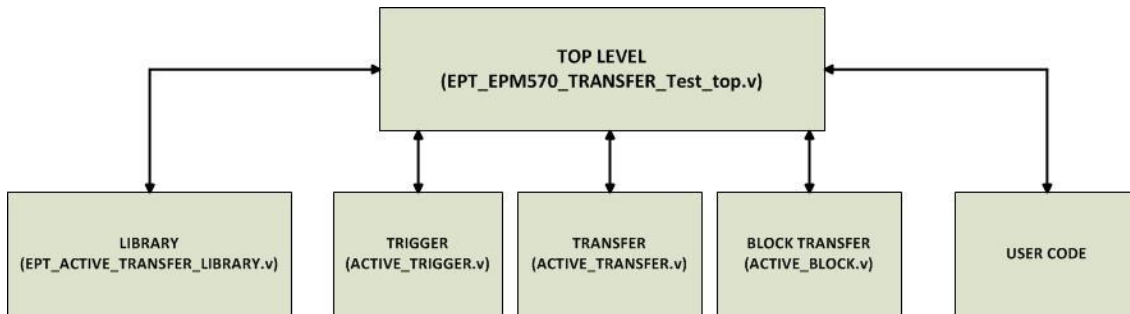 TOP LEVEL
(EPT_EPM570_TRANSFER_Test_top.v)
LIBRARY
(EPT_ACTIVE_TRANSFER_LIBRARY.v)
TRIGGER
(ACTIVE_TRIGGER.v)
TRANSFER
(ACTIVE_TRANSFER.v)
BLOCK TRANSFER
(ACTIVE_BLOCK.v)
USER CODE